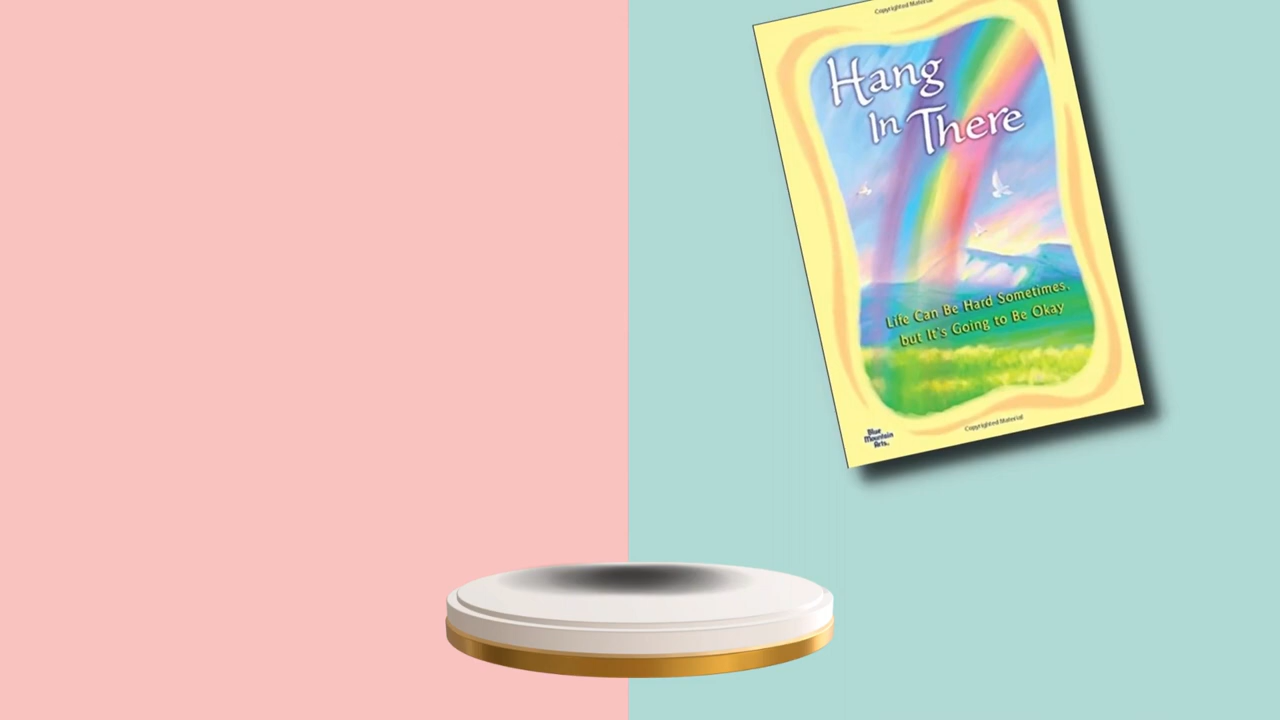 Copyrighted Material
Hang
In There
Life Can Be Hard Sometimes,
but It's Going to Be Okay
Blue
Mountain
Arts.
Copyrighted Material